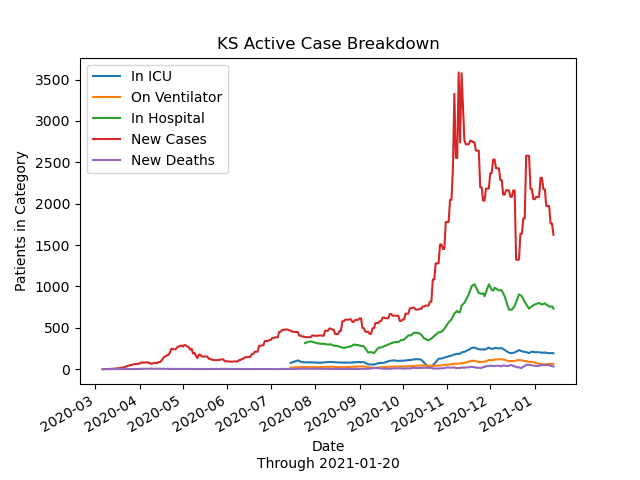 KS Active Case Breakdown
In ICU
On Ventilator
In Hospital
New Cases
New Deaths
Patients in Category
3500
3000
2500
2000
1500
1000
500
0
2020-03
2020-04
2020-05
2020-06
2020-07
2020-08
2020-09
2020-10
2020-11
2020-12
2021-01
Date
Through 2021-01-20